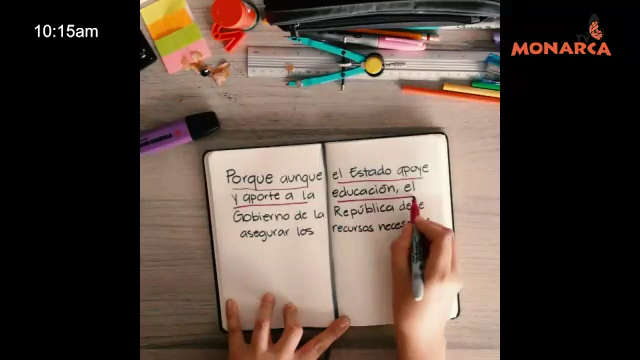 10:15am
TV
MONARCA
Porque aunque el Estado apoye
y aporte a la educación, el
Gobierno de la República debe
asegurar los recursos